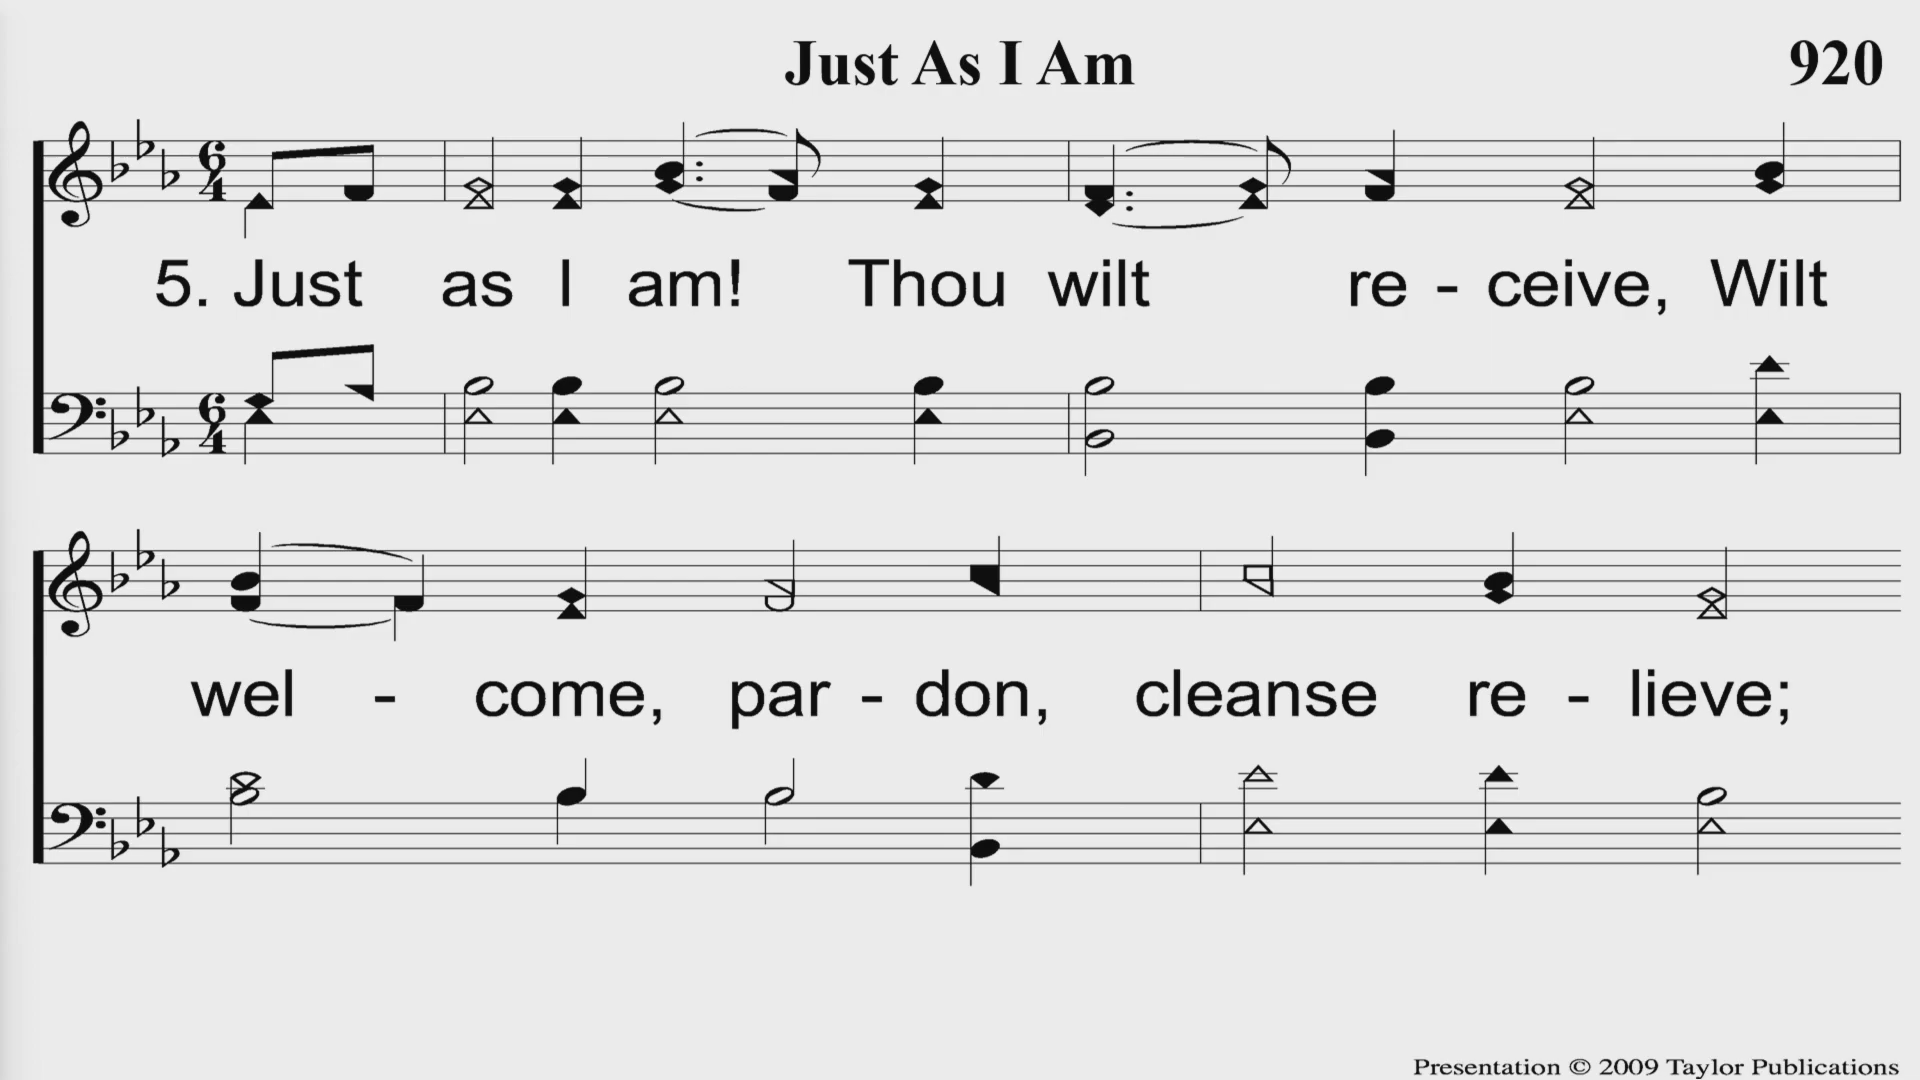 Just As I Am 920
5. Just as I am! Thou wilt re - ceive, Wilt
wel - come, par - don, cleanse re - lieve;
Presentation © 2009 Taylor Publications